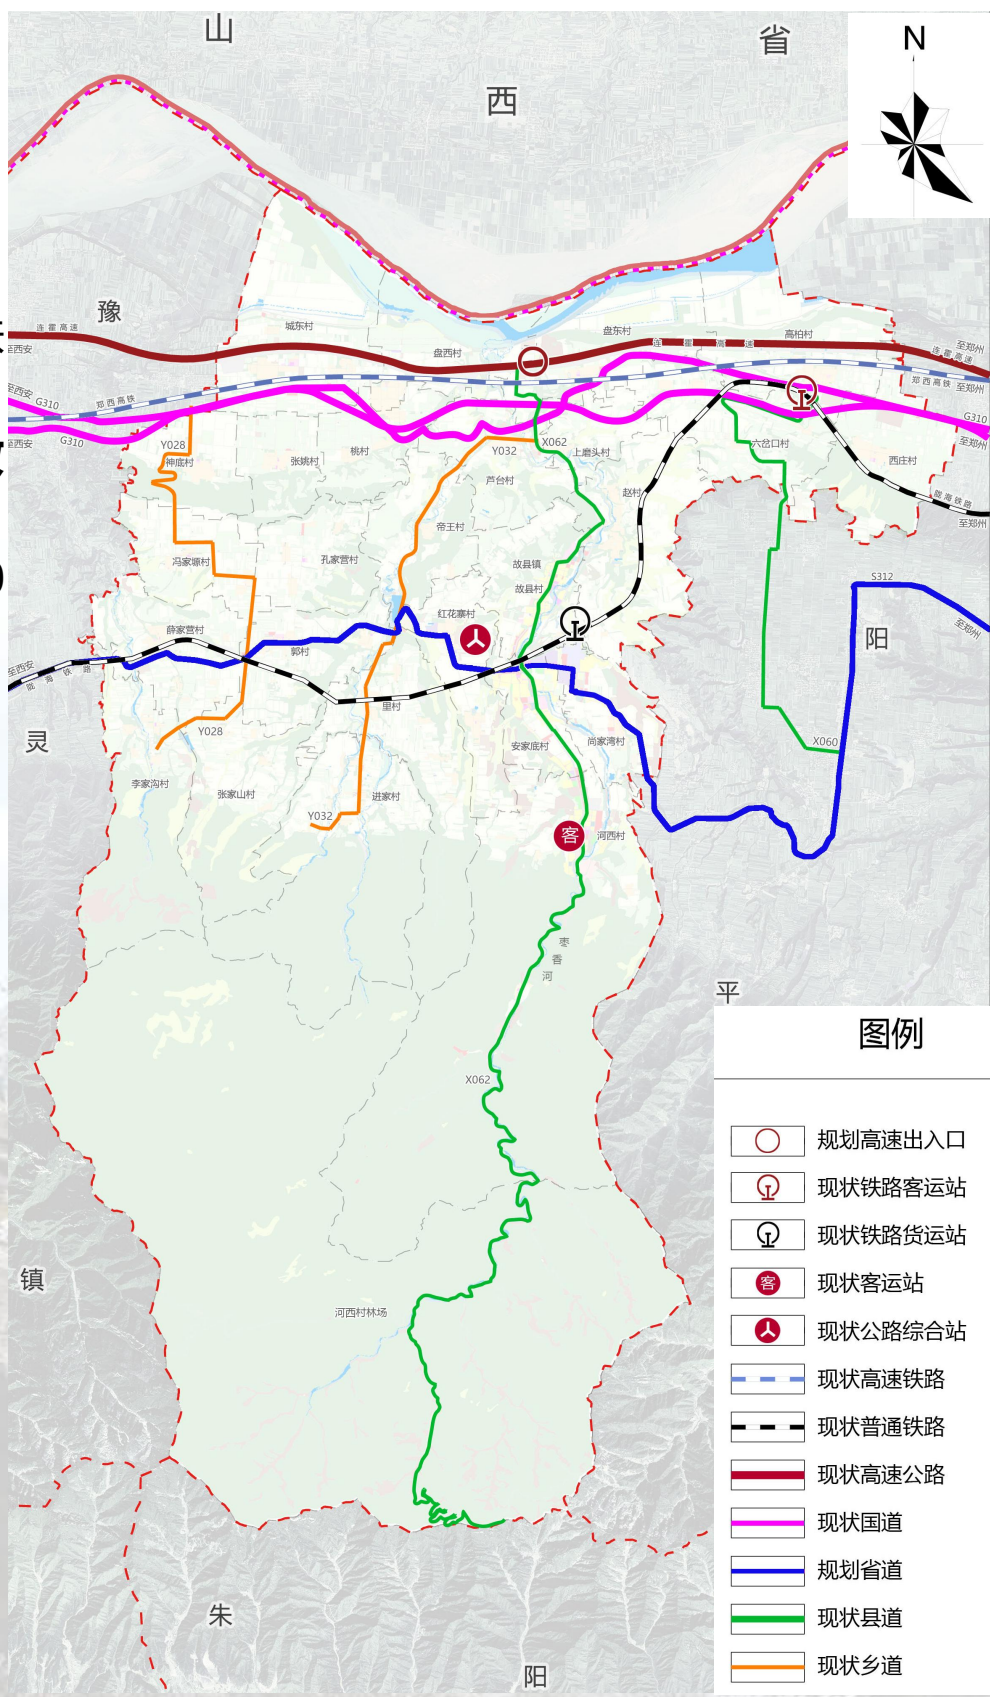 山
省
西
N
豫
城东村
盘东村
高柏村
连霍高速
至西安
盘西村
连霍高速
至郑州
连霍高速
至西安
郑西高铁
郑西高铁
至郑州
G310
G310
至西安
G310
至郑州
Y028
神底村
张姚村
桃村
Y032
X062
上磨头村
六岔口村
西庄村
芦台村
赵村
陇海铁路
至郑州
帝王村
冯家塬村
孔家营村
故县镇
故县村
S312
红花寨村
薛家营村
郭村
至郑州
阳
至西安
陇海铁路
里村
Y028
灵
安家底村
尚家湾村
X060
李家沟村
张家山村
进家村
Y032
客
河西村
枣香河
平
图例
X062
规划高速出入口
现状铁路客运站
现状铁路货运站
镇
客
现状客运站
河西村林场
现状公路综合站
现状高速铁路
现状普通铁路
现状高速公路
现状国道
规划省道
朱
现状县道
阳
现状乡道